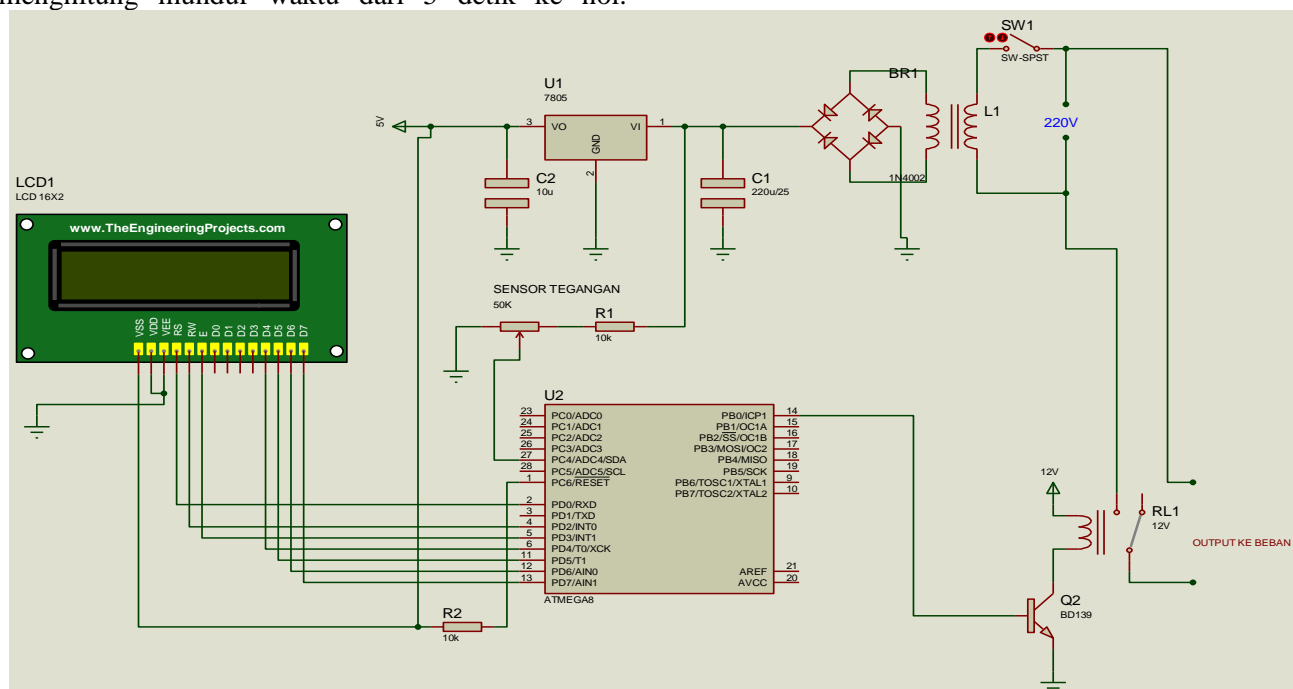 menghitung mundur waktu dari 5 detik ke nol.
SW1
SW-SPST
BR1
L1
220V
1N4002
U1
7805
5V
3
VO
VI
1
GND
2
C2
10u
C1
220u/25
LCD1
LCD 16X2
www.TheEngineeringProjects.com
VSS
VDD
VEE
RS
RW
E
D0
D1
D2
D3
D4
D5
D6
D7
SENSOR TEGANGAN
50K
R1
10k
U2
23 PC0/ADC0
24 PC1/ADC1
25 PC2/ADC2
26 PC3/ADC3
27 PC4/ADC4/SDA
28 PC5/ADC5/SCL
1 PC6/RESET
2 PD0/RXD
3 PD1/TXD
4 PD2/INT0
5 PD3/INT1
6 PD4/T0/XCK
11 PD5/T1
12 PD6/AIN0
13 PD7/AIN1
PB0/ICP1 14
PB1/OC1A 15
PB2/SS/OC1B 16
PB3/MOSI/OC2 17
PB4/MISO 18
PB5/SCK 19
PB6/TOSC1/XTAL1 9
PB7/TOSC2/XTAL2 10
AREF 21
AVCC 20
ATMEGA8
R2
10k
12V
RL1
12V
OUTPUT KE BEBAN
Q2
BD139